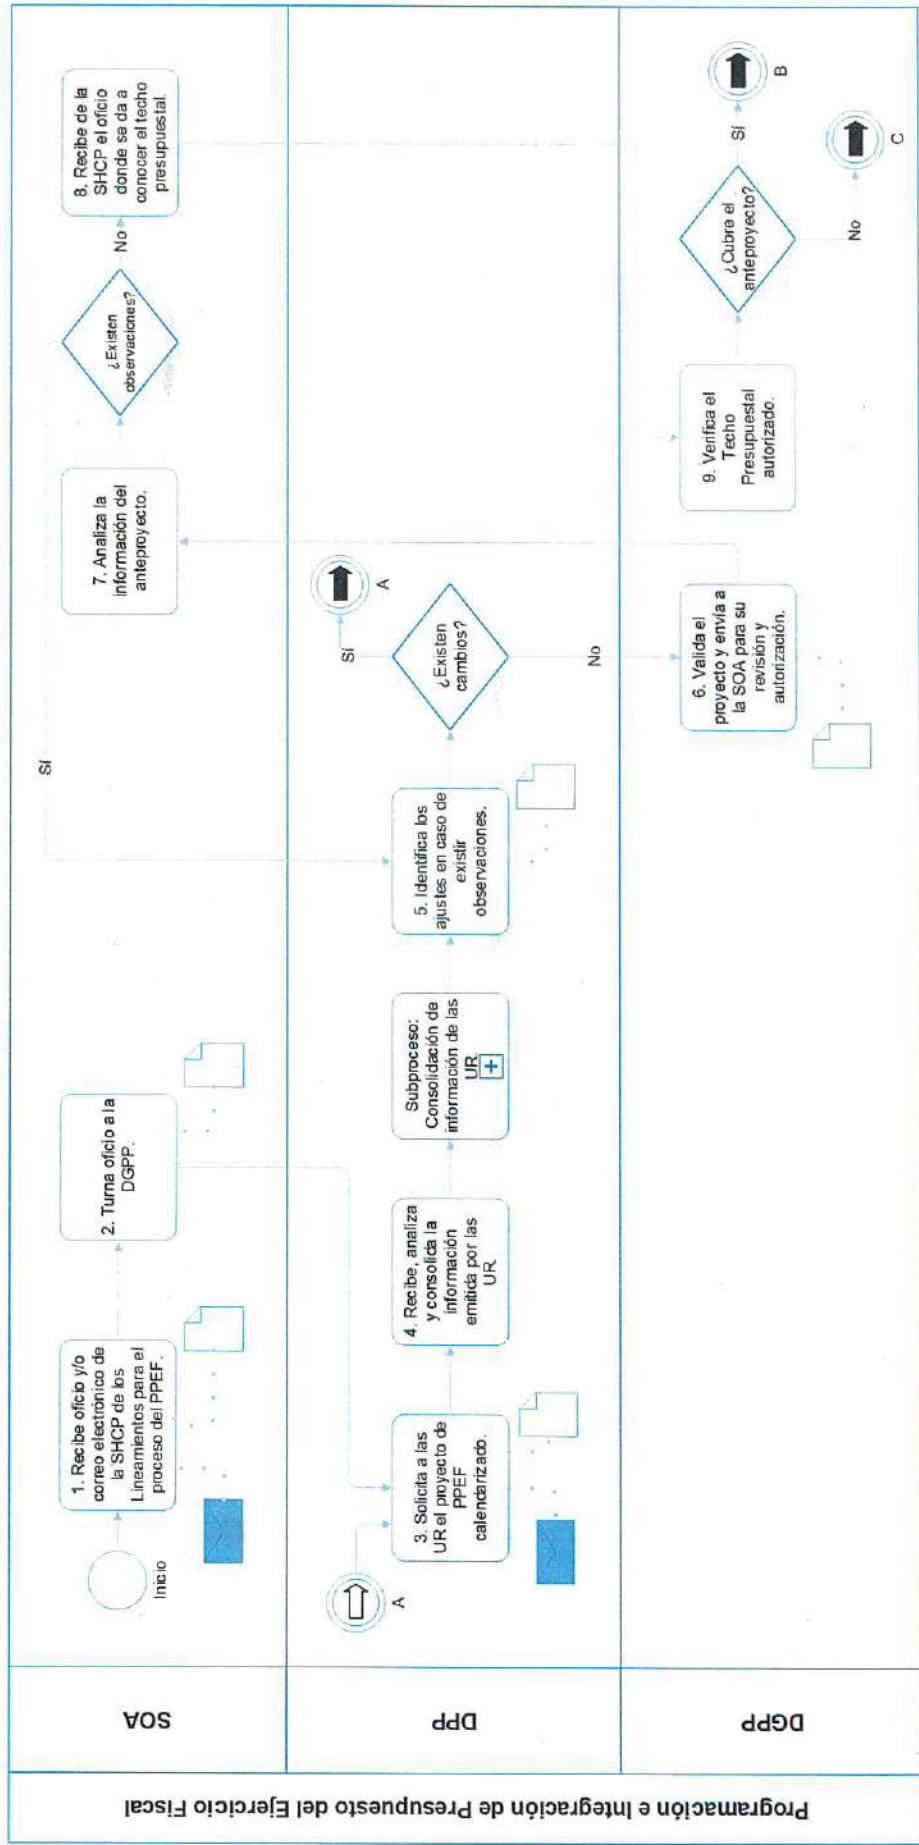 Programación e Integración de Presupuesto del Ejercicio Fiscal
SOA
Inicio
1. Recibe oficio y/o
correo electrónico de
la SHCP de los
Lineamientos para el
proceso del PPEF.
2. Turna oficio a la
DGPP.
Sí
7. Analiza la
información del
anteproyecto.
¿Existen
observaciones?
No
8. Recibe de la
SHCP el oficio
donde se da a
conocer el techo
presupuestal.
DPP
A
3. Solicita a las
UR el proyecto de
PPEF
calendarizado.
4. Recibe, analiza
y consolida la
información
emitida por las
UR
Subproceso:
Consolidación de
información de las
UR
5. Identifica los
ajustes en caso de
existir
observaciones.
¿Existen
cambios?
Sí
A
No
DGPP
6. Valida el
proyecto y envía a
la SOA para su
revisión y
autorización.
9. Verifica el
Techo
Presupuestal
autorizado.
¿Cubre el
anteproyecto?
Sí
B
No
C